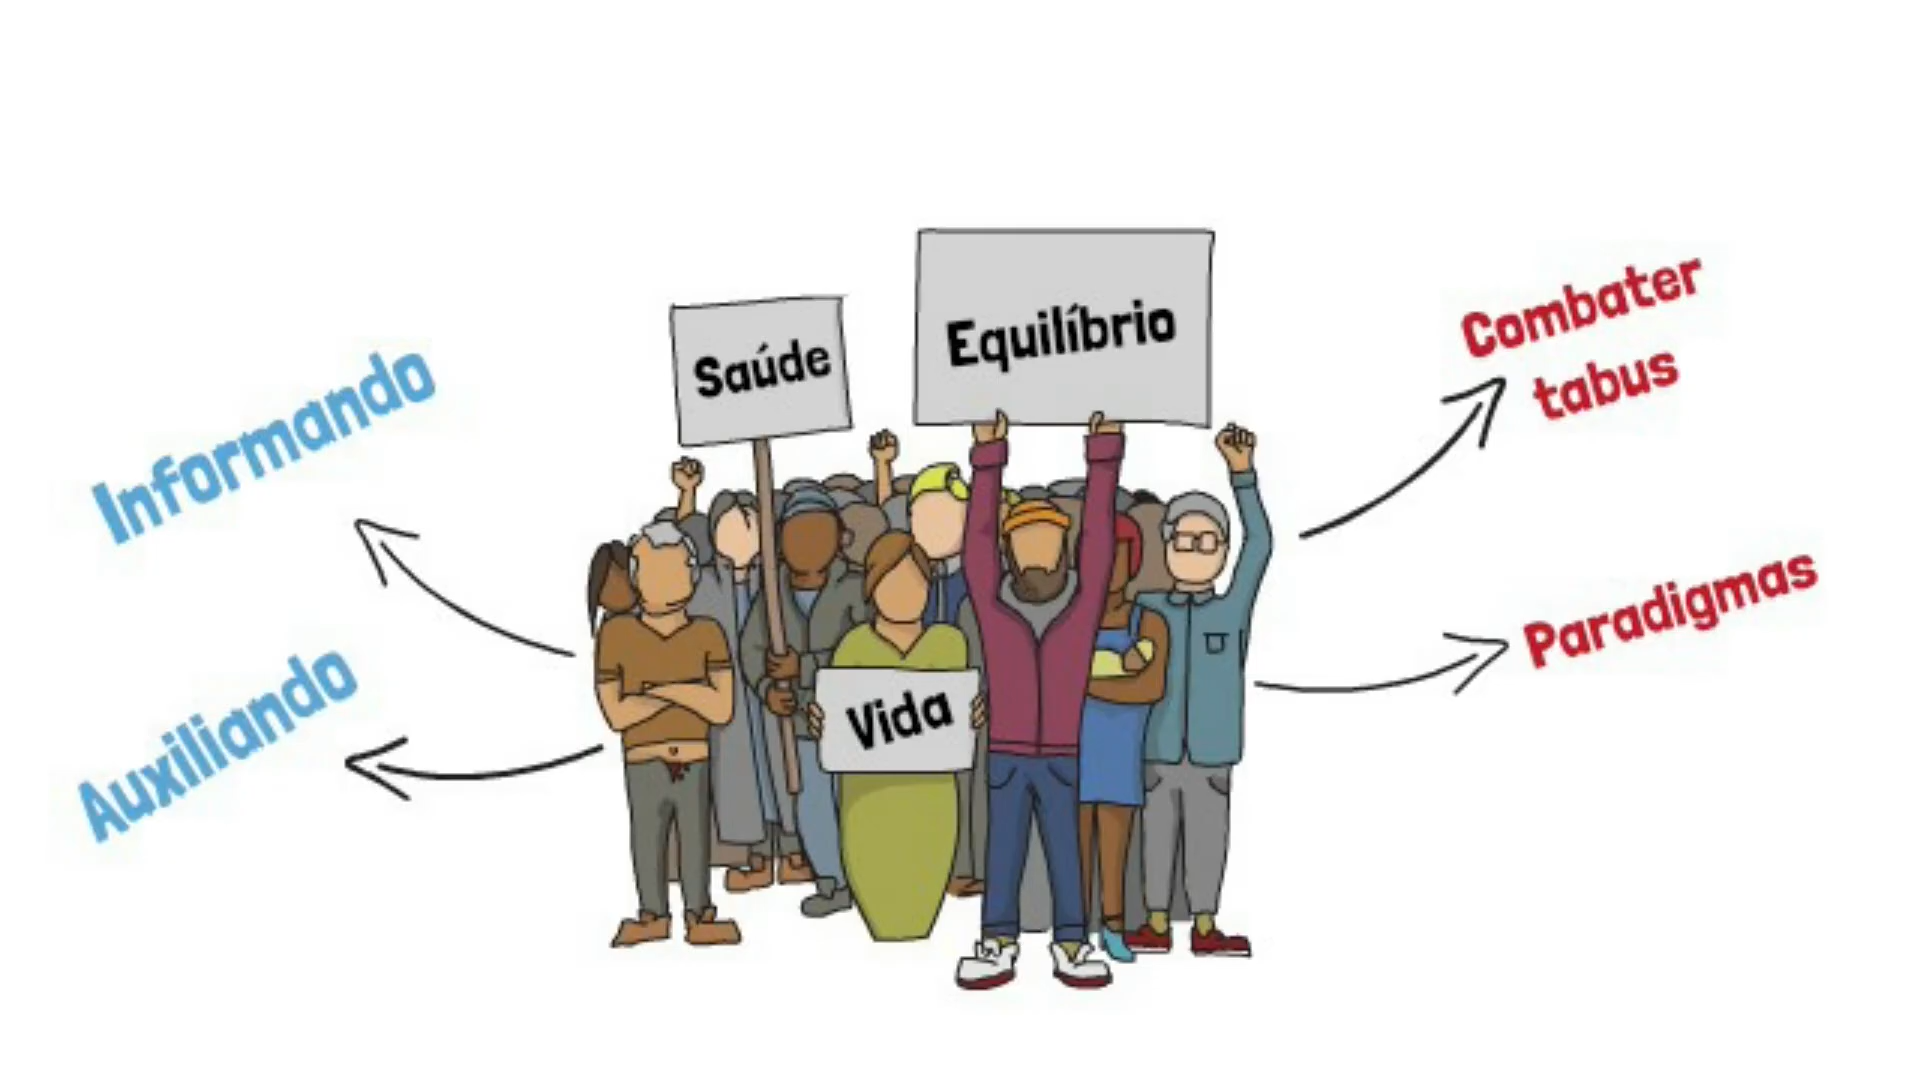 Informando
Auxiliando
Saúde
Equilíbrio
Vida
Combater
tabus
Paradigmas